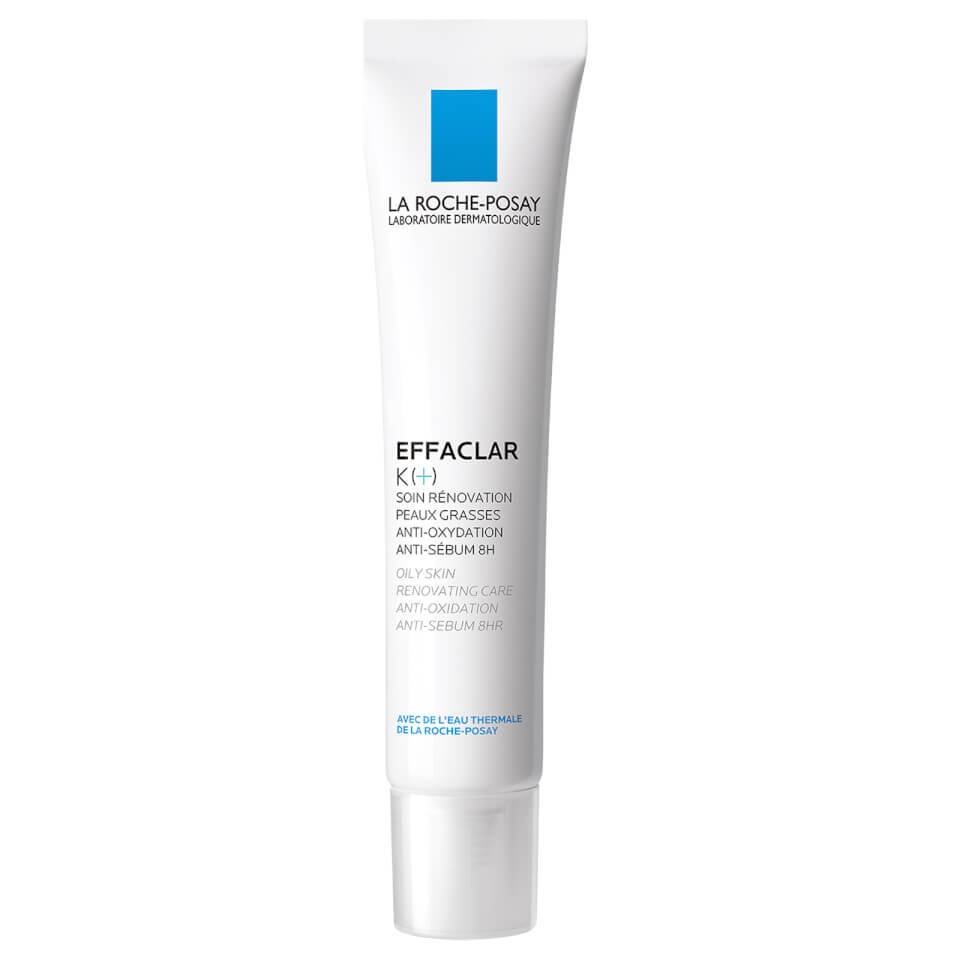 LA ROCHE-POSAY
LABORATOIRE DERMATOLOGIQUE
EFFACLAR
K(+)
SOIN RÉNOVATION
PEAUX GRASSES
ANTI-OXYDATION
ANTI-SÉBUM 8H
OILY SKIN
RENOVATING CARE
ANTI-OXIDATION
ANTI-SEBUM 8HR
AVEC DE L'EAU THERMALE
DE LA ROCHE-POSAY